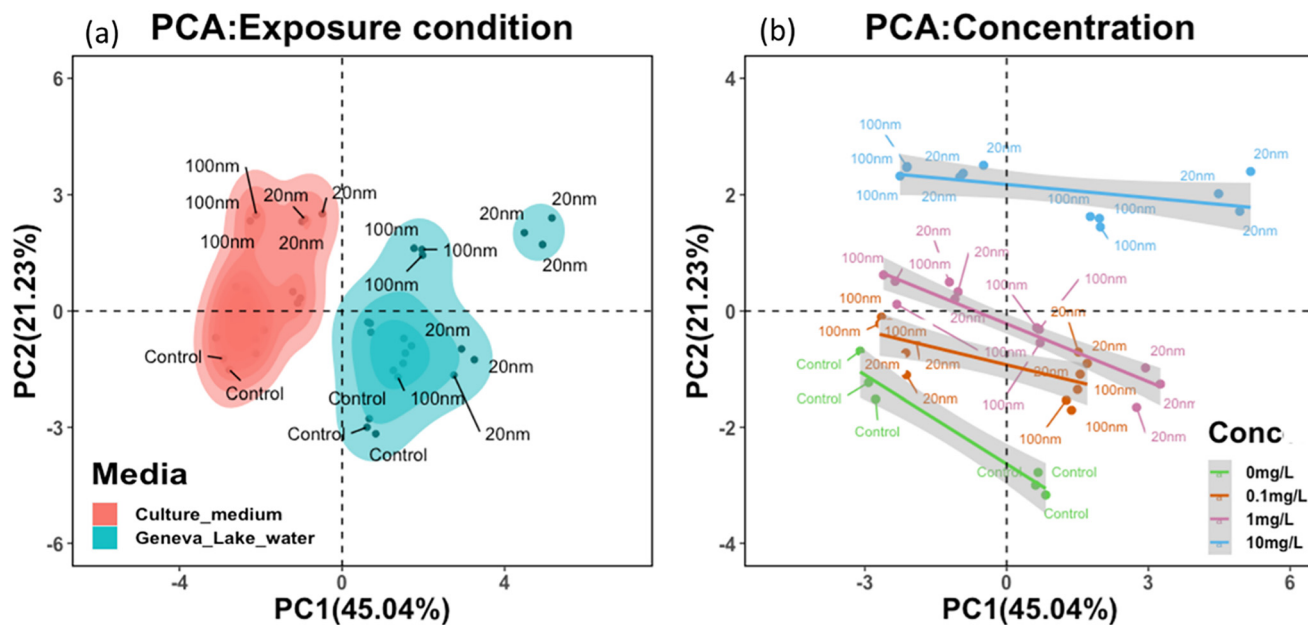 (a) PCA:Exposure condition
6
3
0
-3
-6
PC2(21.23%)
100nm
20nm
20nm
100nm
100nm
20nm
Control
Control
100nm
100nm
100nm
20nm
20nm
20nm
20nm
20nm
Control
100nm
20nm
Control
Control
Media
Culture_medium
Geneva_Lake_water
-4
0
4
PC1(45.04%)
(b) PCA:Concentration
6
4
2
0
-2
-4
PC2(21.23%)
100nm
100nm
20nm
20nm
20nm
100nm
20nm
20nm
100nm
100nm
100nm
20nm
20nm
20nm
100nm
100nm
100nm
100nm
100nm
20nm
100nm
100nm
20nm
Control
100nm
20nm
20nm
20nm
Control
20nm
100nm
20nm
100nm
100nm
100nm
20nm
Control
Control
Control
Control
Conc
0mg/L
0.1mg/L
1mg/L
10mg/L
-3
0
3
6
PC1(45.04%)